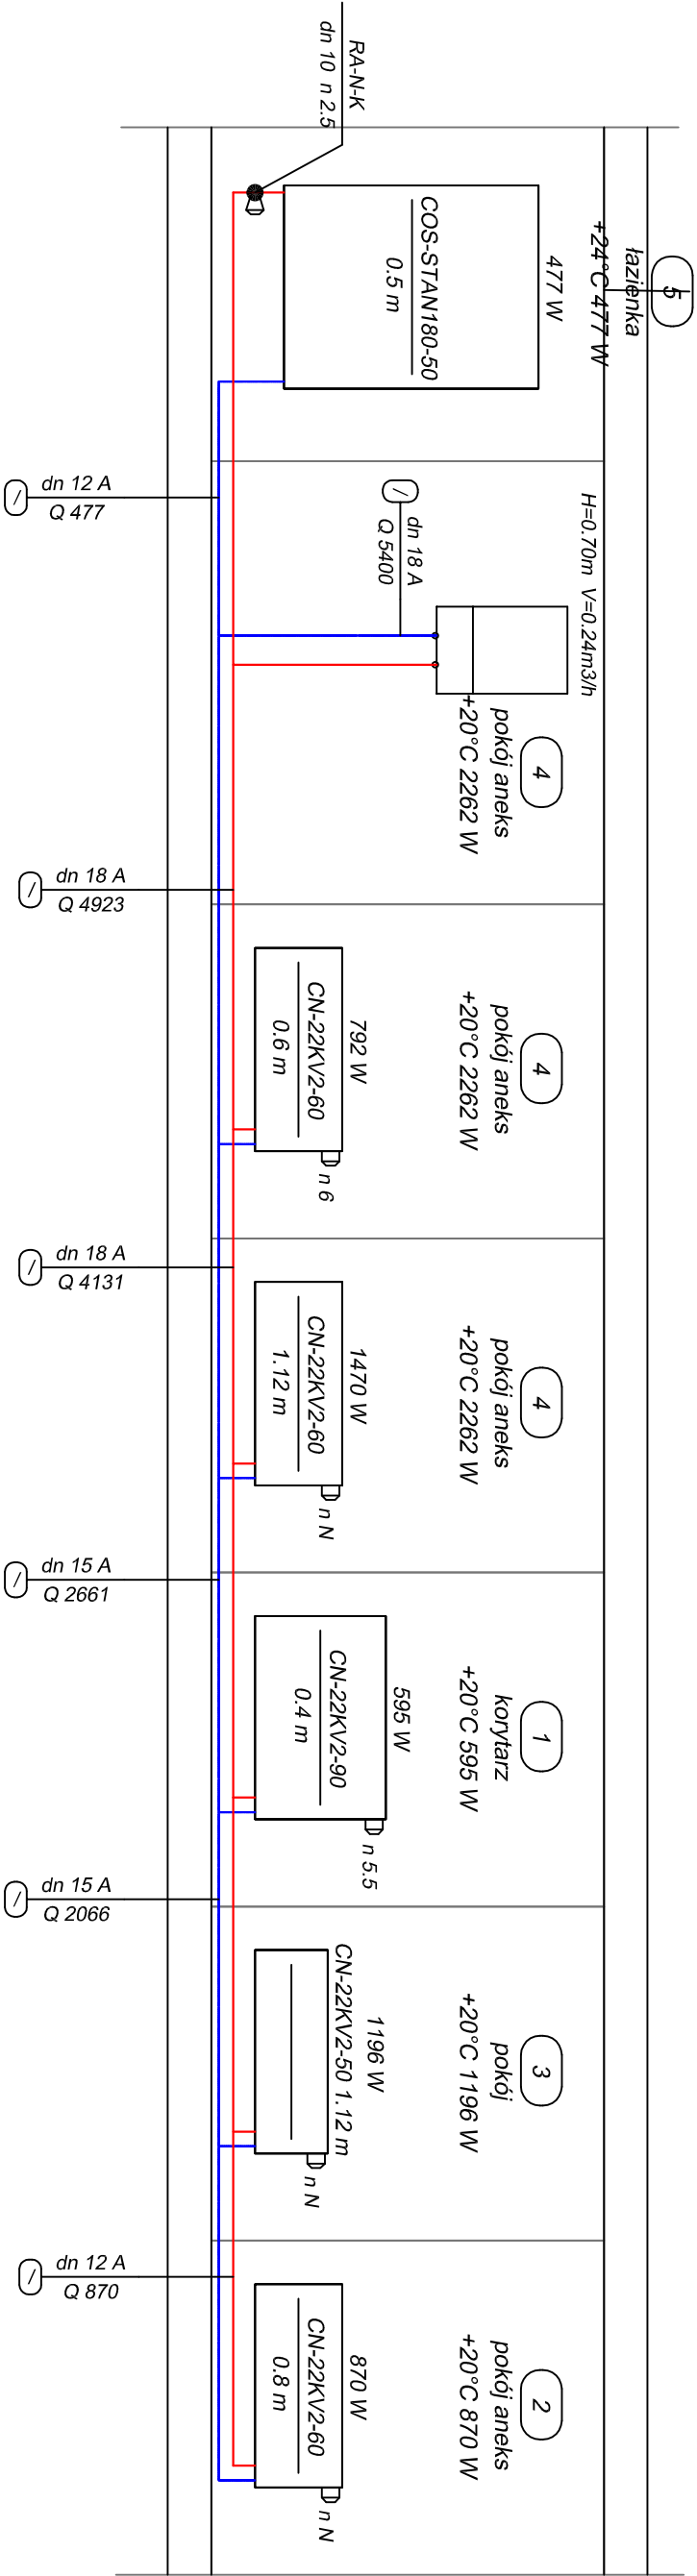 RA-N-K
dn 10 n 2.5
5
łazienka
+24°C 477 W
477 W
COS-STAN180-50
0.5 m
dn 12 A
Q 477
H=0.70m V=0.24m3/h
dn 18 A
Q 5400
4
pokój aneks
+20°C 2262 W
dn 18 A
Q 4923
4
pokój aneks
+20°C 2262 W
792 W
CN-22KV2-60
0.6 m
n 6
dn 18 A
Q 4131
4
pokój aneks
+20°C 2262 W
1470 W
CN-22KV2-60
1.12 m
n N
dn 15 A
Q 2661
1
korytarz
+20°C 595 W
595 W
CN-22KV2-90
0.4 m
n 5.5
dn 15 A
Q 2066
3
pokój
+20°C 1196 W
1196 W
CN-22KV2-50 1.12 m
n N
dn 12 A
Q 870
2
pokój aneks
+20°C 870 W
870 W
CN-22KV2-60
0.8 m
n N